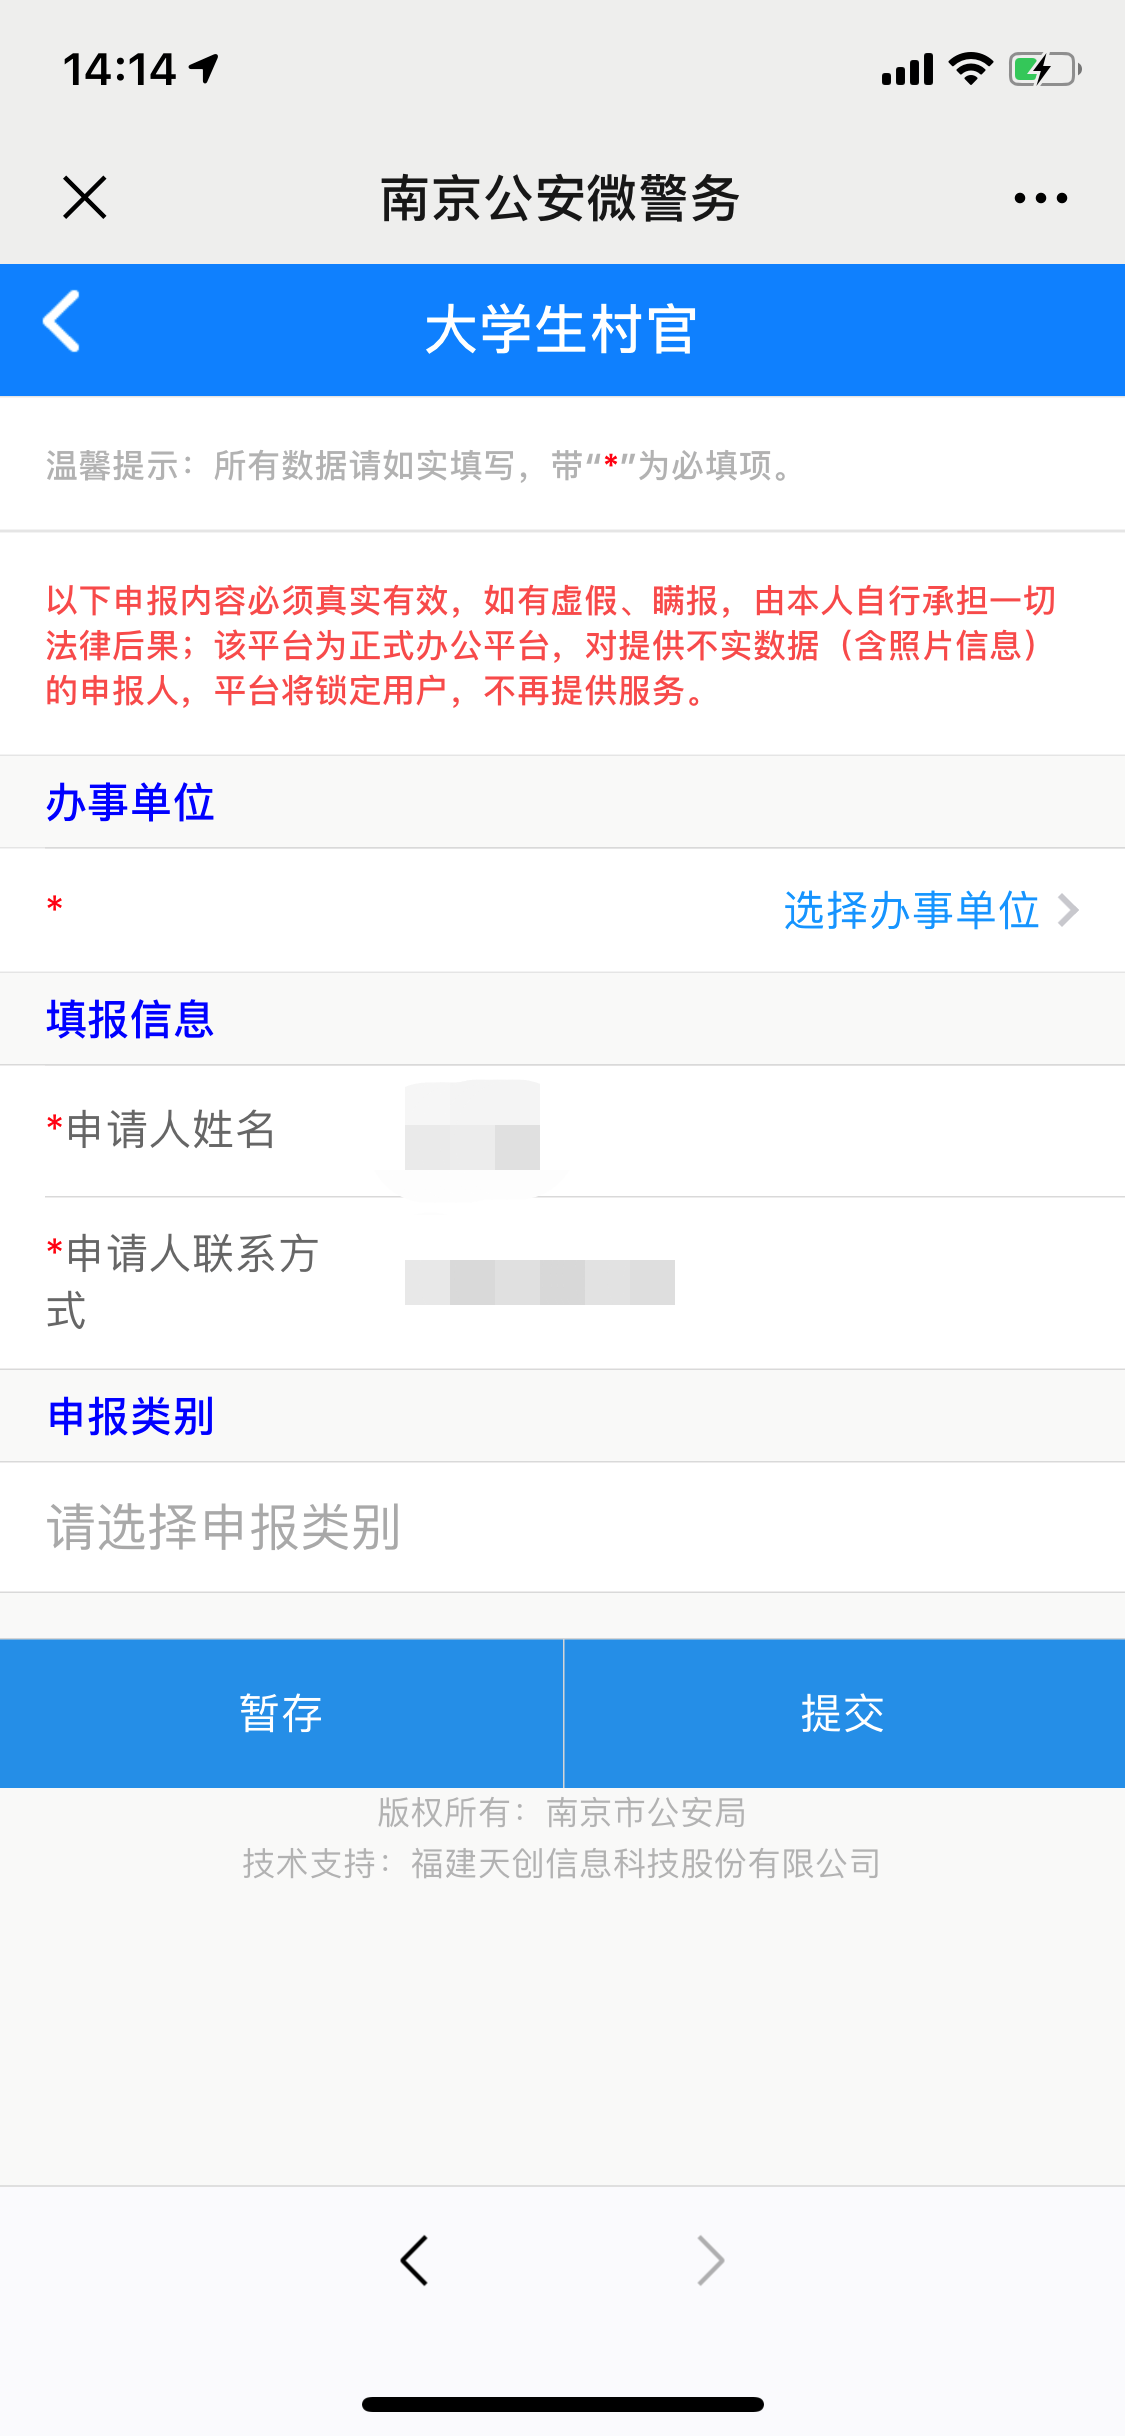 14:14
南京公安微警务
大学生村官
温馨提示：所有数据请如实填写，带“*”为必填项。
以下申报内容必须真实有效，如有虚假、瞒报，由本人自行承担一切
法律后果；该平台为正式办公平台，对提供不实数据（含照片信息）
的申报人，平台将锁定用户，不再提供服务。
办事单位
* 选择办事单位
填报信息
*申请人姓名
*申请人联系方
式
申报类别
请选择申报类别
暂存 提交
版权所有：南京市公安局
技术支持：福建天创信息科技股份有限公司